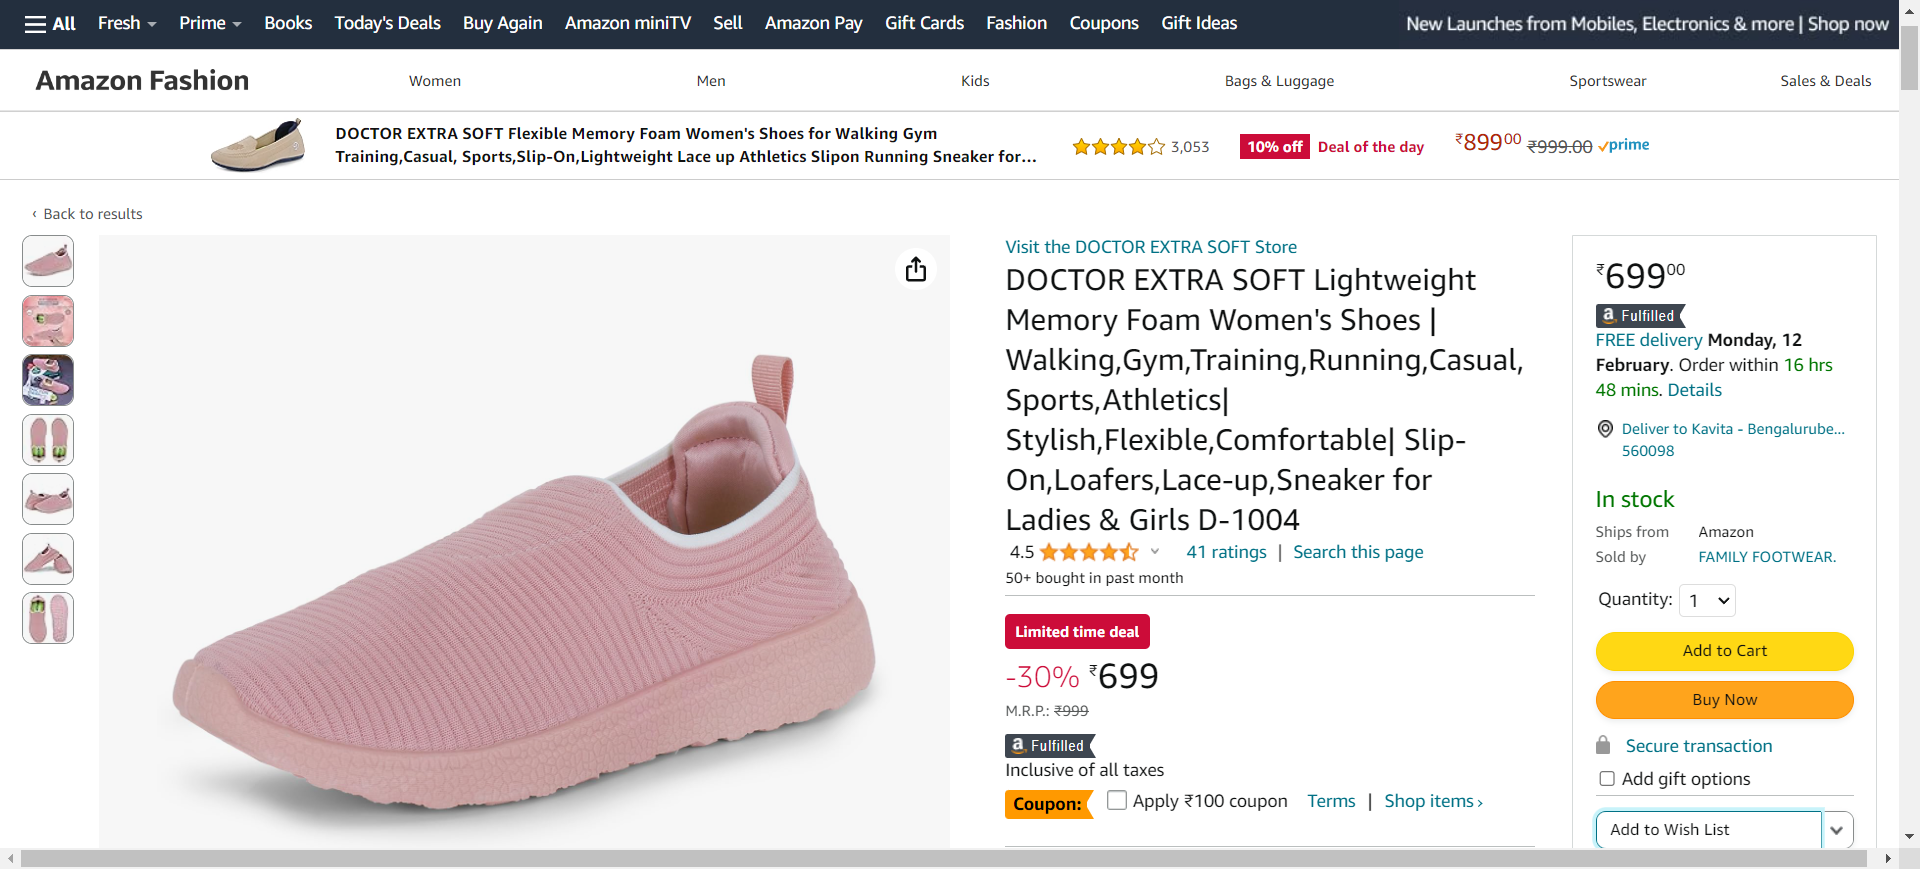 All Fresh Prime Books Today's Deals Buy Again Amazon miniTV Sell Amazon Pay Gift Cards Fashion Coupons Gift Ideas New Launches from Mobiles, Electronics & more | Shop now
Amazon Fashion Women Men Kids Bags & Luggage Sportswear Sales & Deals
DOCTOR EXTRA SOFT Flexible Memory Foam Women's Shoes for Walking Gym
Training,Casual, Sports,Slip-On,Lightweight Lace up Athletics Slipon Running Sneaker for...
3,053 10% off Deal of the day ₹89900 ₹999.00 prime
‹ Back to results
Visit the DOCTOR EXTRA SOFT Store
DOCTOR EXTRA SOFT Lightweight
Memory Foam Women's Shoes |
Walking,Gym,Training,Running,Casual,
Sports,Athletics|
Stylish,Flexible,Comfortable| Slip-
On,Loafers,Lace-up,Sneaker for
Ladies & Girls D-1004
4.5 41 ratings | Search this page
50+ bought in past month
Limited time deal
-30% ₹699
M.R.P.: ₹999
a Fulfilled
Inclusive of all taxes
Coupon: Apply ₹100 coupon Terms | Shop items ›
₹69900
a Fulfilled
FREE delivery Monday, 12
February. Order within 16 hrs
48 mins. Details
Deliver to Kavita - Bengalurube...
560098
In stock
Ships from Amazon
Sold by FAMILY FOOTWEAR.
Quantity: 1
Add to Cart
Buy Now
Secure transaction
Add gift options
Add to Wish List